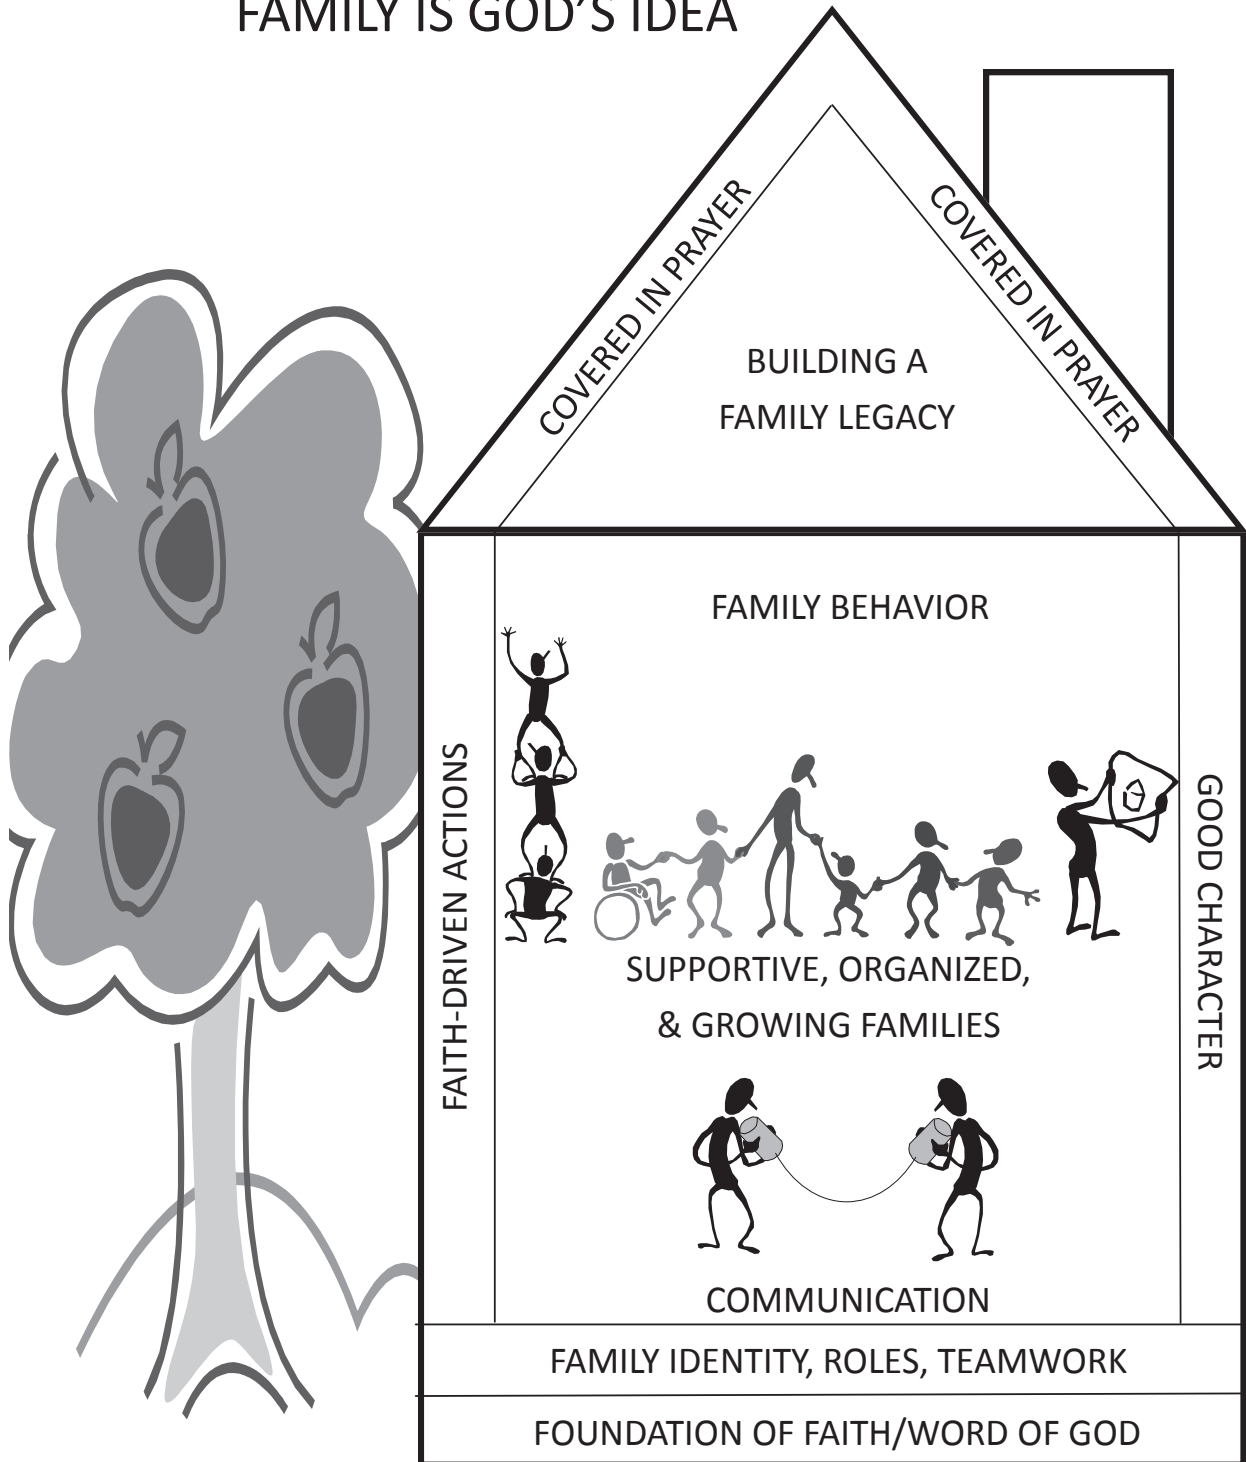 FAMILY IS GOD'S IDEA
COVERED IN PRAYER
COVERED IN PRAYER
BUILDING A
FAMILY LEGACY
FAMILY BEHAVIOR
FAITH-DRIVEN ACTIONS
GOOD CHARACTER
SUPPORTIVE, ORGANIZED,
& GROWING FAMILIES
COMMUNICATION
FAMILY IDENTITY, ROLES, TEAMWORK
FOUNDATION OF FAITH/WORD OF GOD